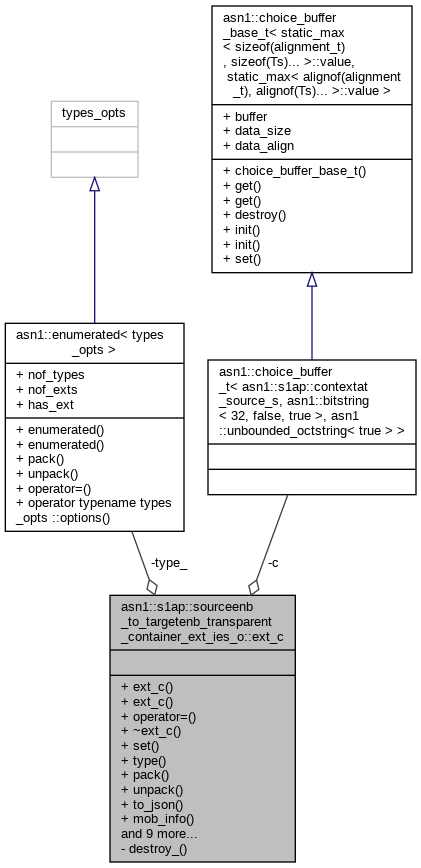 asn1::choice_buffer
_base_t< static_max
< sizeof(alignment_t)
, sizeof(Ts)... >::value,
static_max< alignof(alignment
_t), alignof(Ts)... >::value >
+ buffer
+ data_size
+ data_align
+ choice_buffer_base_t()
+ get()
+ get()
+ destroy()
+ init()
+ init()
+ set()
types_opts
asn1::enumerated< types
_opts >
+ nof_types
+ nof_exts
+ has_ext
+ enumerated()
+ enumerated()
+ pack()
+ unpack()
+ operator=()
+ operator typename types
_opts ::options()
asn1::choice_buffer
_t< asn1::s1ap::contextat
_source_s, asn1::bitstring
< 32, false, true >, asn1
::unbounded_octstring< true > >
-type_
-c
asn1::s1ap::sourceenb
_to_targetenb_transparent
_container_ext_ies_o::ext_c
+ ext_c()
+ ext_c()
+ operator=()
+ ~ext_c()
+ set()
+ type()
+ pack()
+ unpack()
+ to_json()
+ mob_info()
and 9 more...
- destroy_()